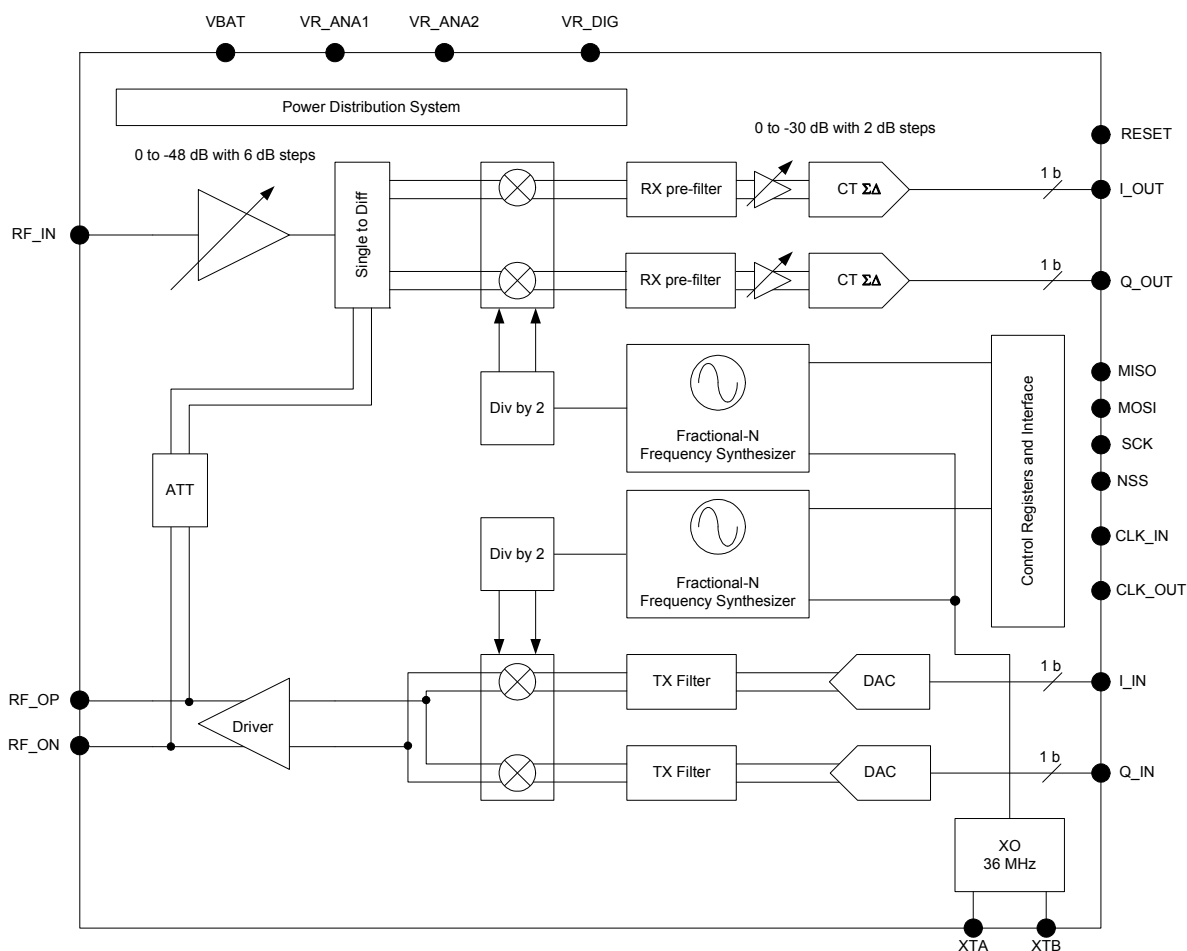 VBAT
VR_ANA1
VR_ANA2
VR_DIG
Power Distribution System
0 to -48 dB with 6 dB steps
0 to -30 dB with 2 dB steps
RESET
RF_IN
Single to Diff
RX pre-filter
CT ΣΔ
1 b
I_OUT
RX pre-filter
CT ΣΔ
1 b
Q_OUT
Div by 2
Fractional-N
Frequency Synthesizer
Control Registers and Interface
MISO
MOSI
SCK
NSS
CLK_IN
CLK_OUT
ATT
Div by 2
Fractional-N
Frequency Synthesizer
RF_OP
RF_ON
Driver
TX Filter
DAC
1 b
I_IN
TX Filter
DAC
1 b
Q_IN
XO
36 MHz
XTA
XTB